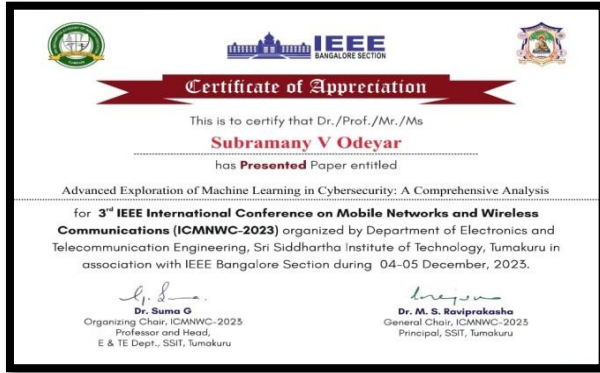 IEEE
BANGALORE SECTION
Certificate of Appreciation
This is to certify that Dr./Prof./Mr./Ms
Subramany V Odeyar
has Presented Paper entitled
Advanced Exploration of Machine Learning in Cybersecurity: A Comprehensive Analysis
for 3rd IEEE International Conference on Mobile Networks and Wireless
Communications (ICMNWC-2023) organized by Department of Electronics and
Telecommunication Engineering, Sri Siddhartha Institute of Technology, Tumakuru in
association with IEEE Bangalore Section during 04-05 December, 2023.
Dr. Suma G
Organizing Chair, ICMNWC-2023
Professor and Head,
E & TE Dept., SSIT, Tumakuru
Dr. M. S. Raviprakasha
General Chair, ICMNWC-2023
Principal, SSIT, Tumakuru